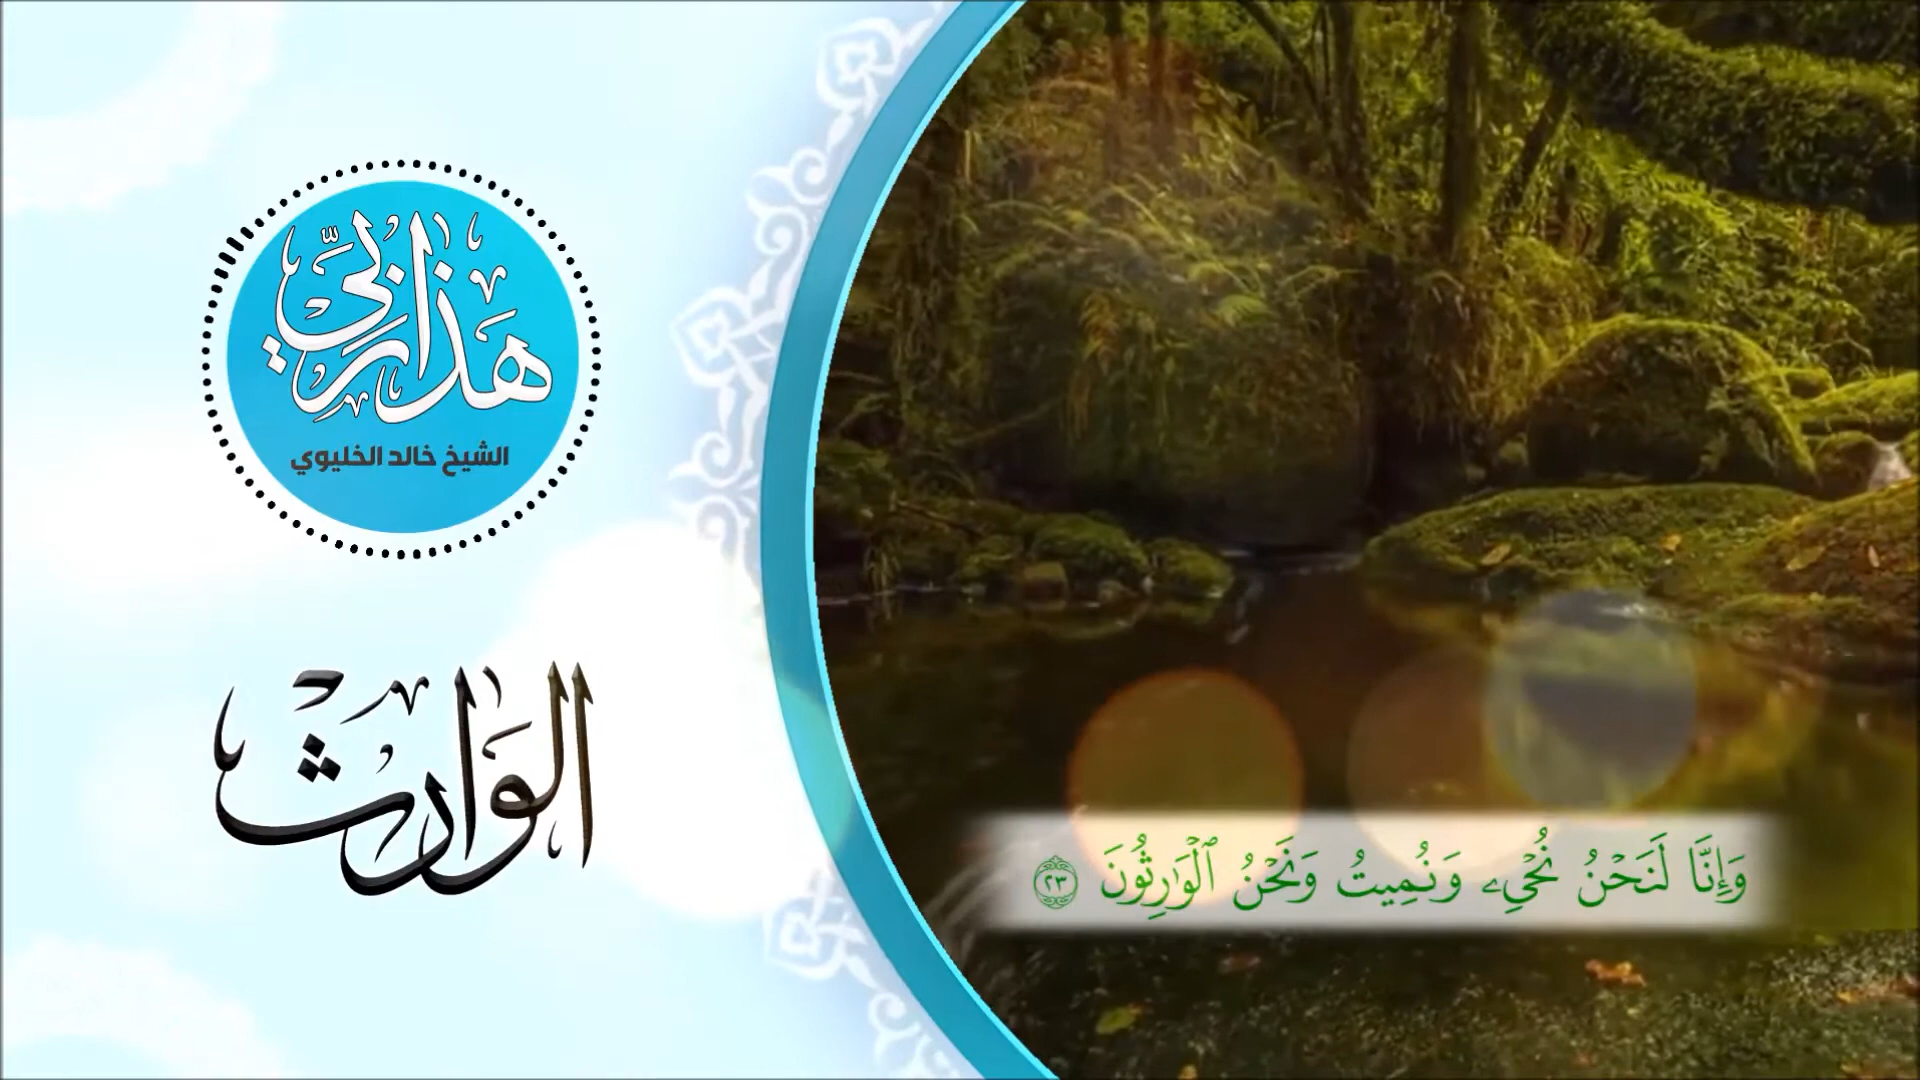 هذا ربي
الشيخ خالد الخليوي
الوارث
وَإِنَّا لَنَحْنُ نُحْيِۦ وَنُمِيتُ وَنَحْنُ ٱلْوَٰرِثُونَ ٢٣